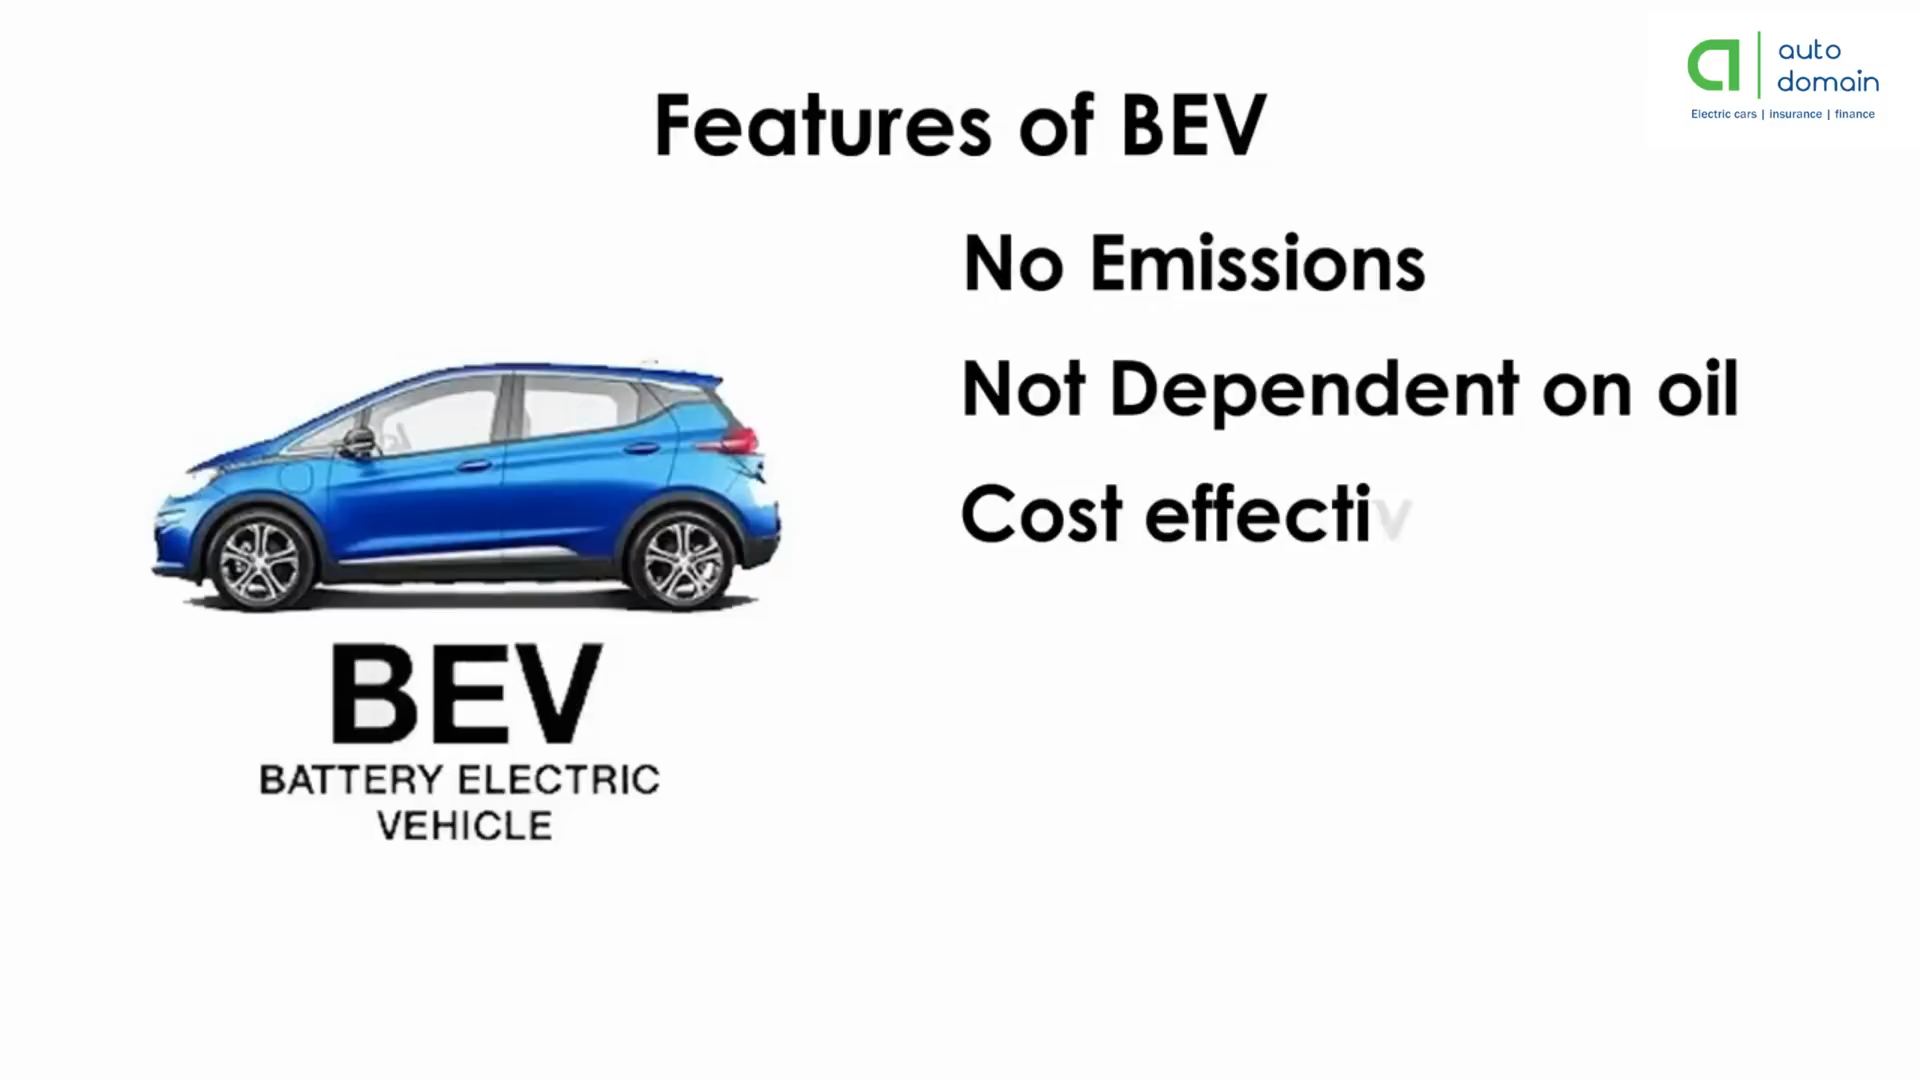 auto
domain
Electric cars | insurance | finance
Features of BEV
No Emissions
Not Dependent on oil
Cost effectiv
BEV
BATTERY ELECTRIC
VEHICLE